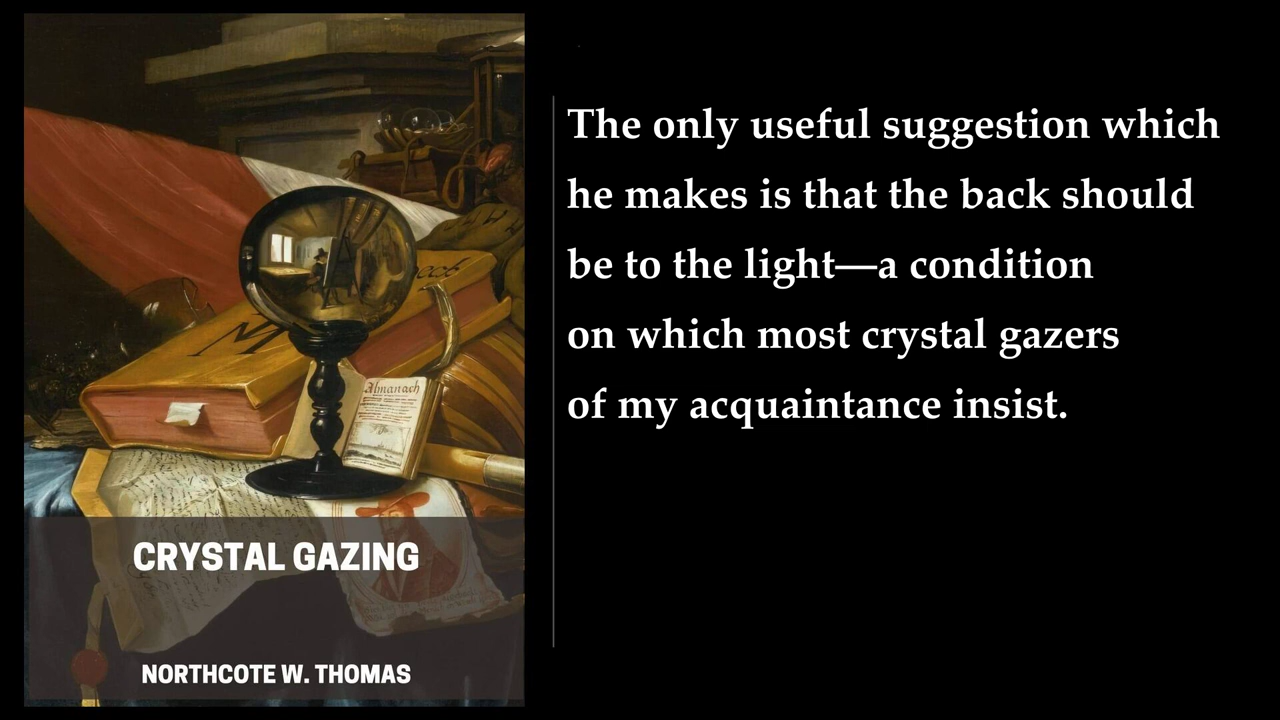 The only useful suggestion which
he makes is that the back should
be to the light—a condition
on which most crystal gazers
of my acquaintance insist.
M
Almanach
CRYSTAL GAZING
NORTHCOTE W. THOMAS